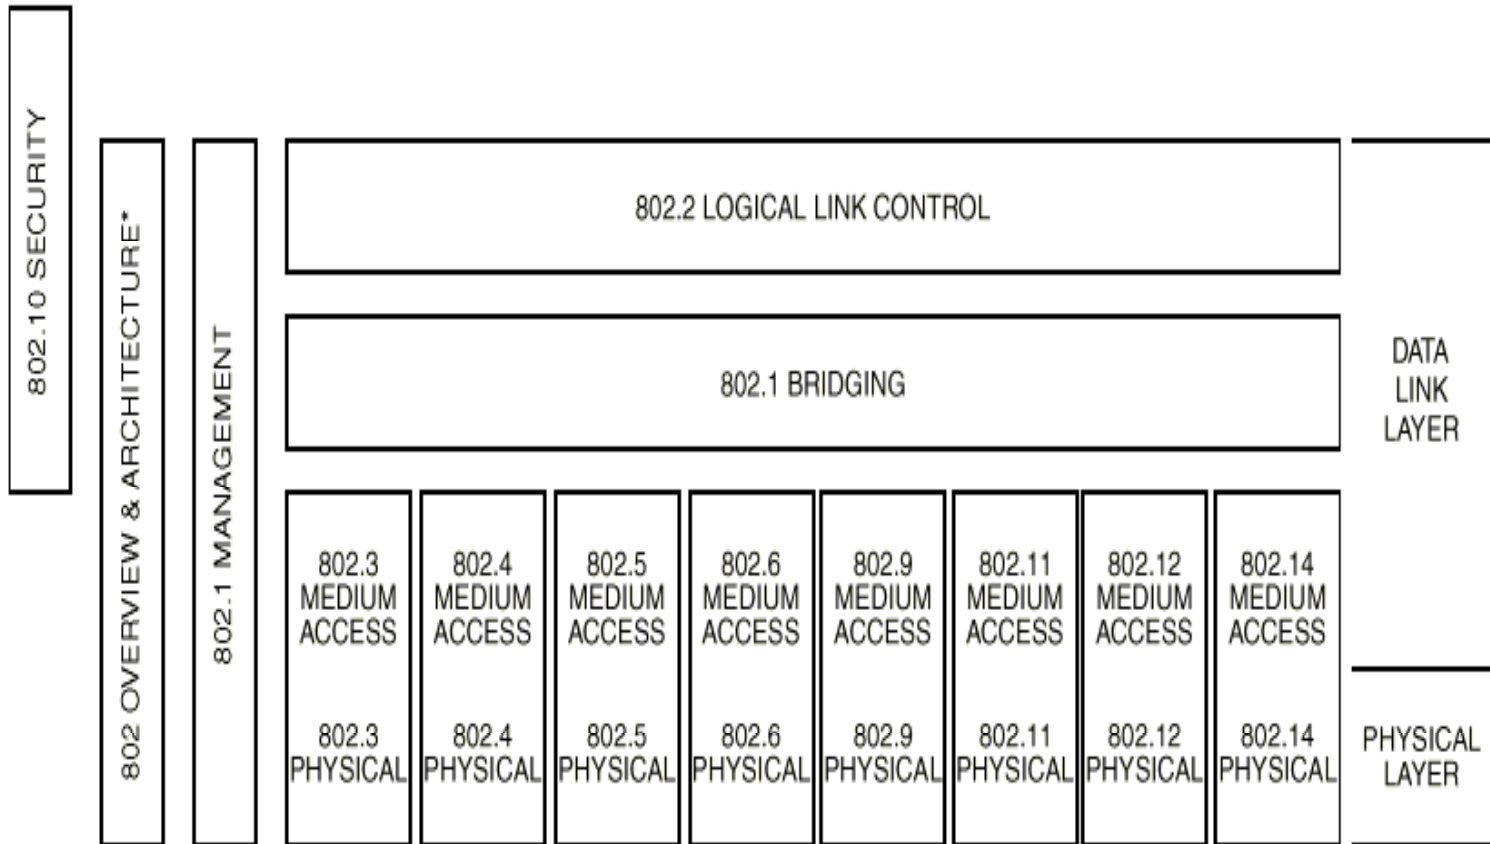 802.10 SECURITY
802 OVERVIEW & ARCHITECTURE*
802.1 MANAGEMENT
802.2 LOGICAL LINK CONTROL
802.1 BRIDGING
802.3
MEDIUM
ACCESS
802.3
PHYSICAL
802.4
MEDIUM
ACCESS
802.4
PHYSICAL
802.5
MEDIUM
ACCESS
802.5
PHYSICAL
802.6
MEDIUM
ACCESS
802.6
PHYSICAL
802.9
MEDIUM
ACCESS
802.9
PHYSICAL
802.11
MEDIUM
ACCESS
802.11
PHYSICAL
802.12
MEDIUM
ACCESS
802.12
PHYSICAL
802.14
MEDIUM
ACCESS
802.14
PHYSICAL
DATA
LINK
LAYER
PHYSICAL
LAYER